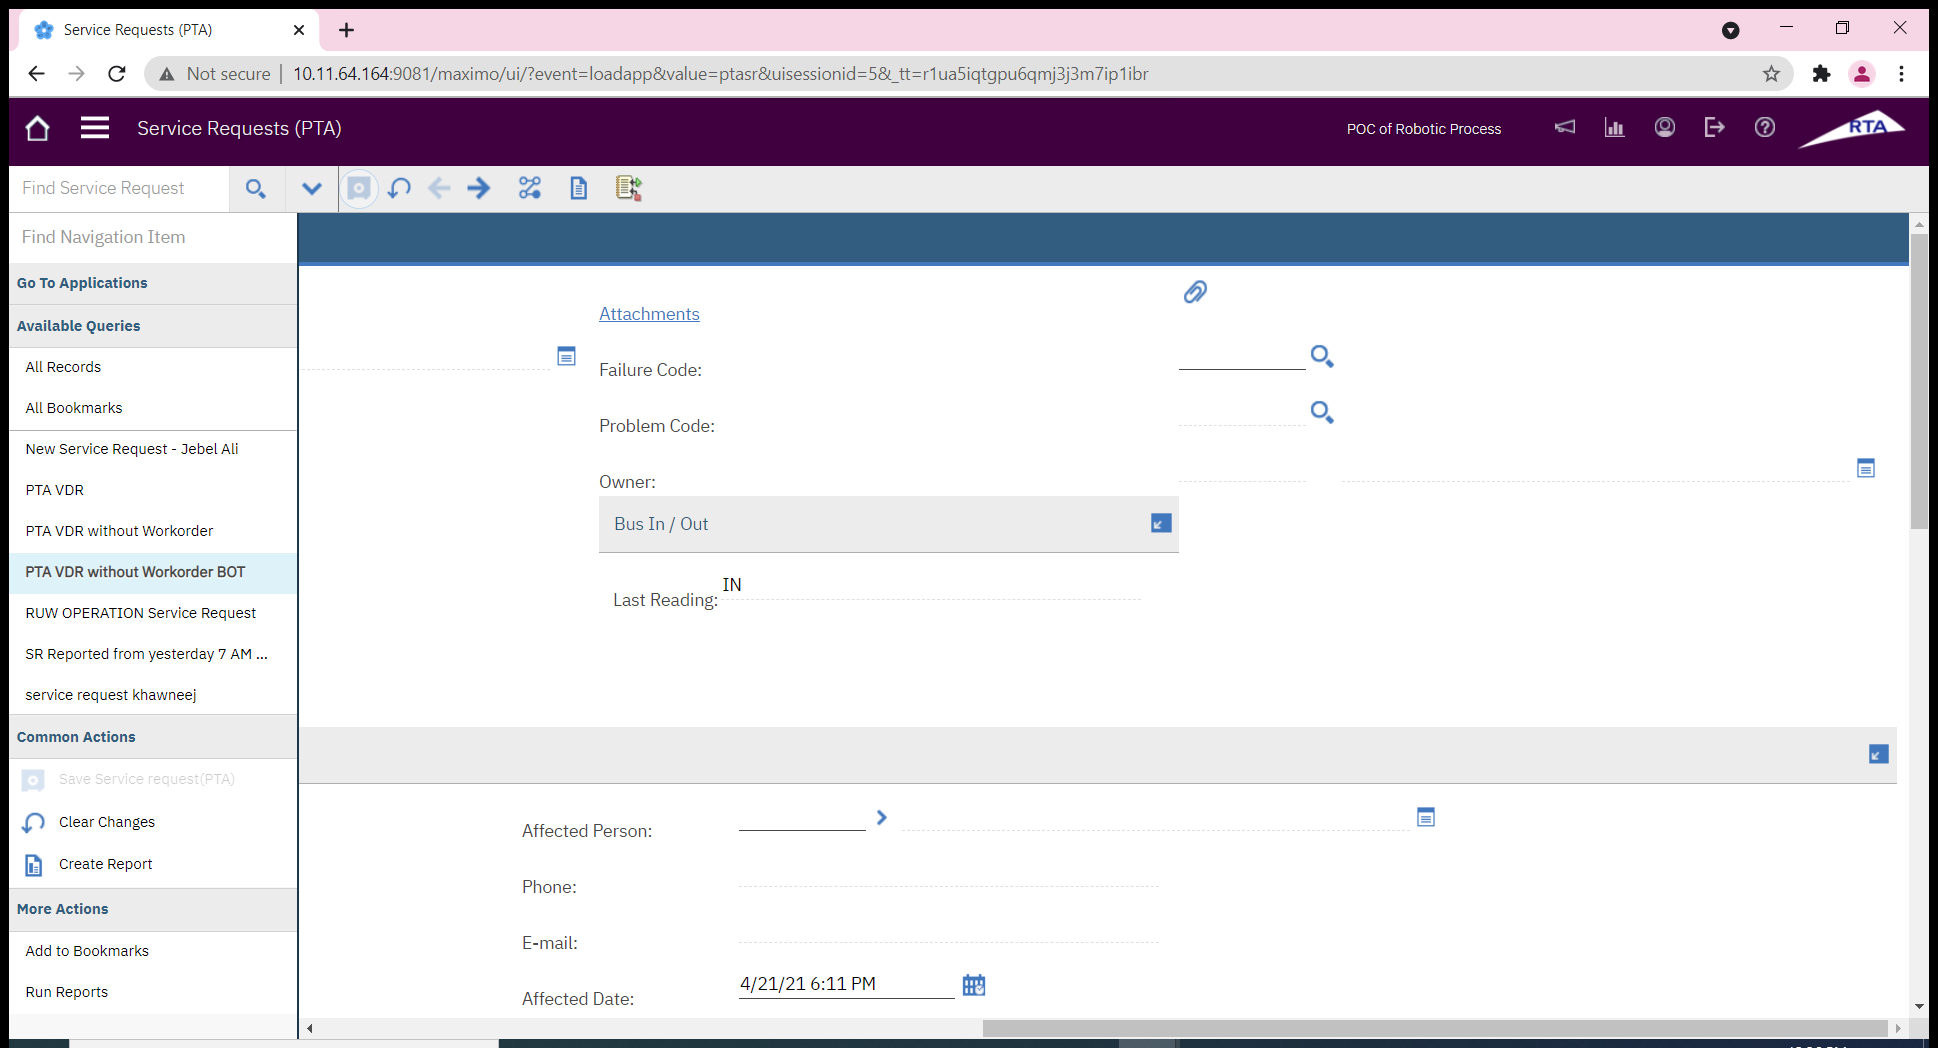 Service Requests (PTA)
Not secure | 10.11.64.164:9081/maximo/ui/?event=loadapp&value=ptasr&uisessionid=5&_tt=r1ua5iqtgpu6qmj3j3m7ip1ibr
Service Requests (PTA)
POC of Robotic Process
RTA
Find Service Request
Find Navigation Item
Go To Applications
Available Queries
All Records
All Bookmarks
New Service Request - Jebel Ali
PTA VDR
PTA VDR without Workorder
PTA VDR without Workorder BOT
RUW OPERATION Service Request
SR Reported from yesterday 7 AM ...
service request khawneej
Common Actions
Save Service request(PTA)
Clear Changes
Create Report
More Actions
Add to Bookmarks
Run Reports
Attachments
Failure Code:
Problem Code:
Owner:
Bus In / Out
Last Reading: IN
Affected Person:
Phone:
E-mail:
Affected Date: 4/21/21 6:11 PM